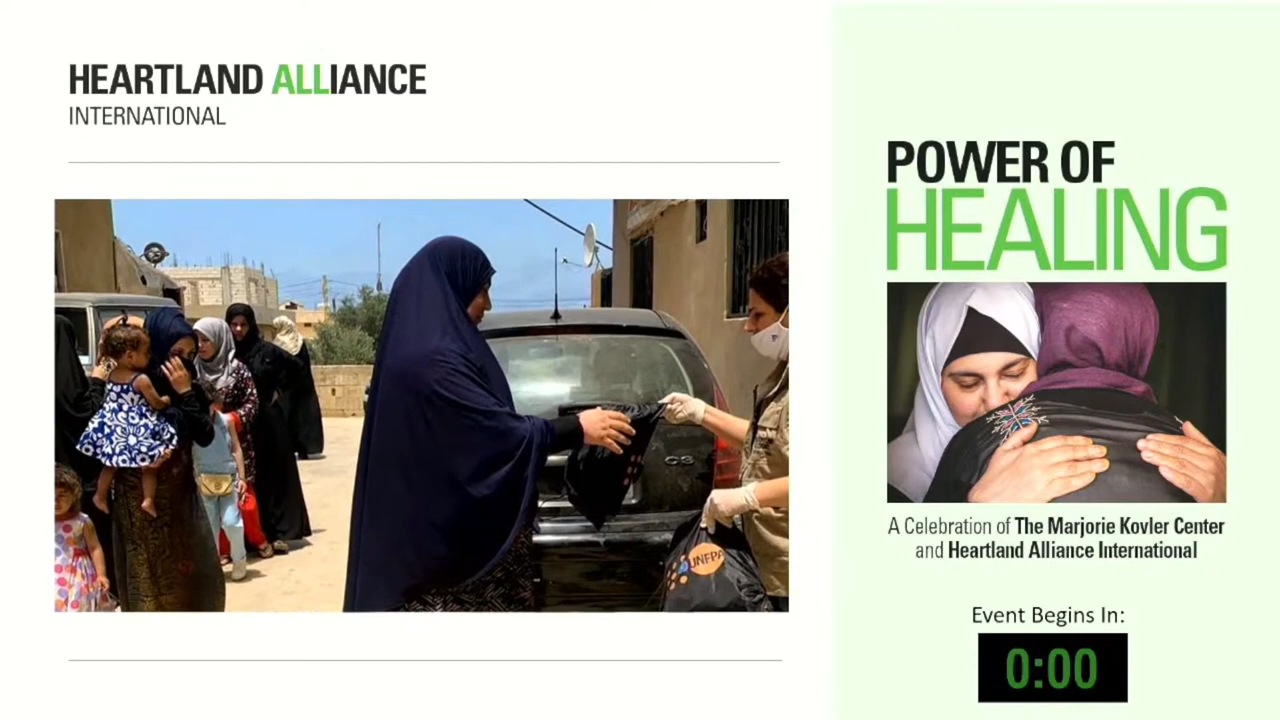 HEARTLAND ALLIANCE
INTERNATIONAL
C3
UNFPA
POWER OF
HEALING
A Celebration of The Marjorie Kovler Center
and Heartland Alliance International
Event Begins In:
0:00